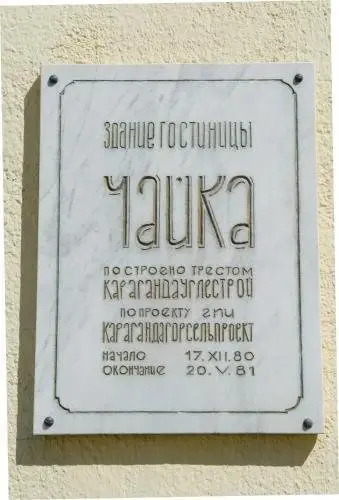 здание гостиницы
чайка
построено трестом
карагандауглестрой
по проекту гпи
карагандагорсельпроект
начало 17.XII.80
окончание 20.V.81